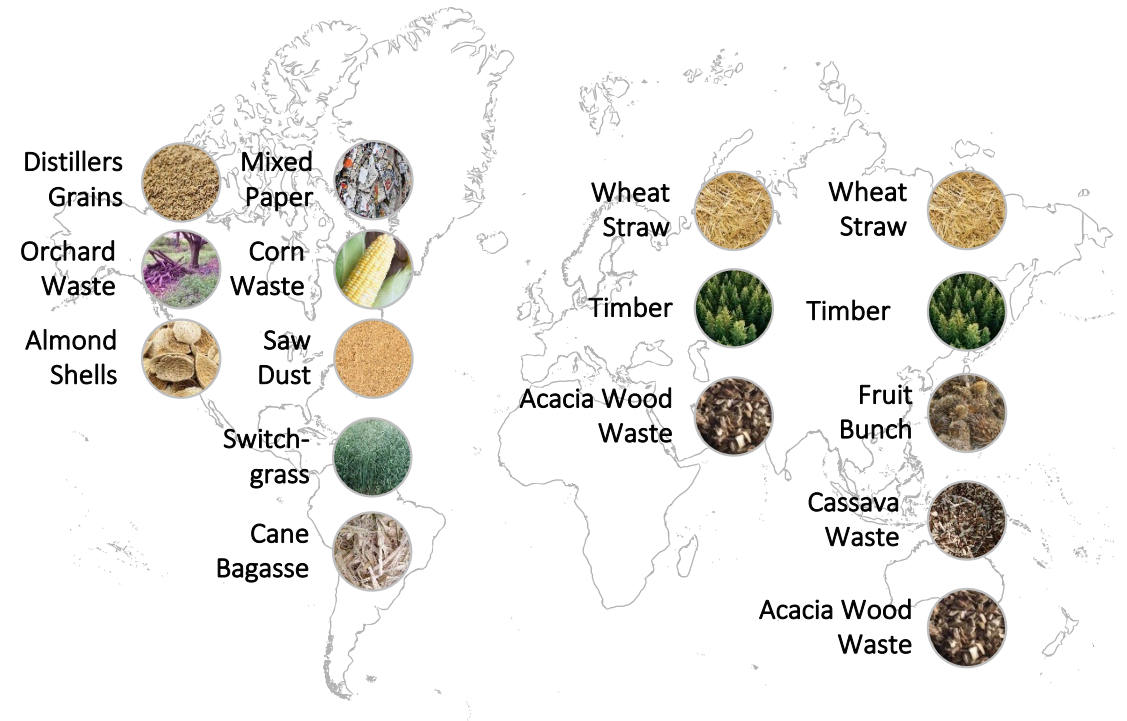 Distillers
Grains
Mixed
Paper
Orchard
Waste
Corn
Waste
Almond
Shells
Saw
Dust
Switch-
grass
Cane
Bagasse
Wheat
Straw
Timber
Acacia Wood
Waste
Wheat
Straw
Timber
Fruit
Bunch
Cassava
Waste
Acacia Wood
Waste